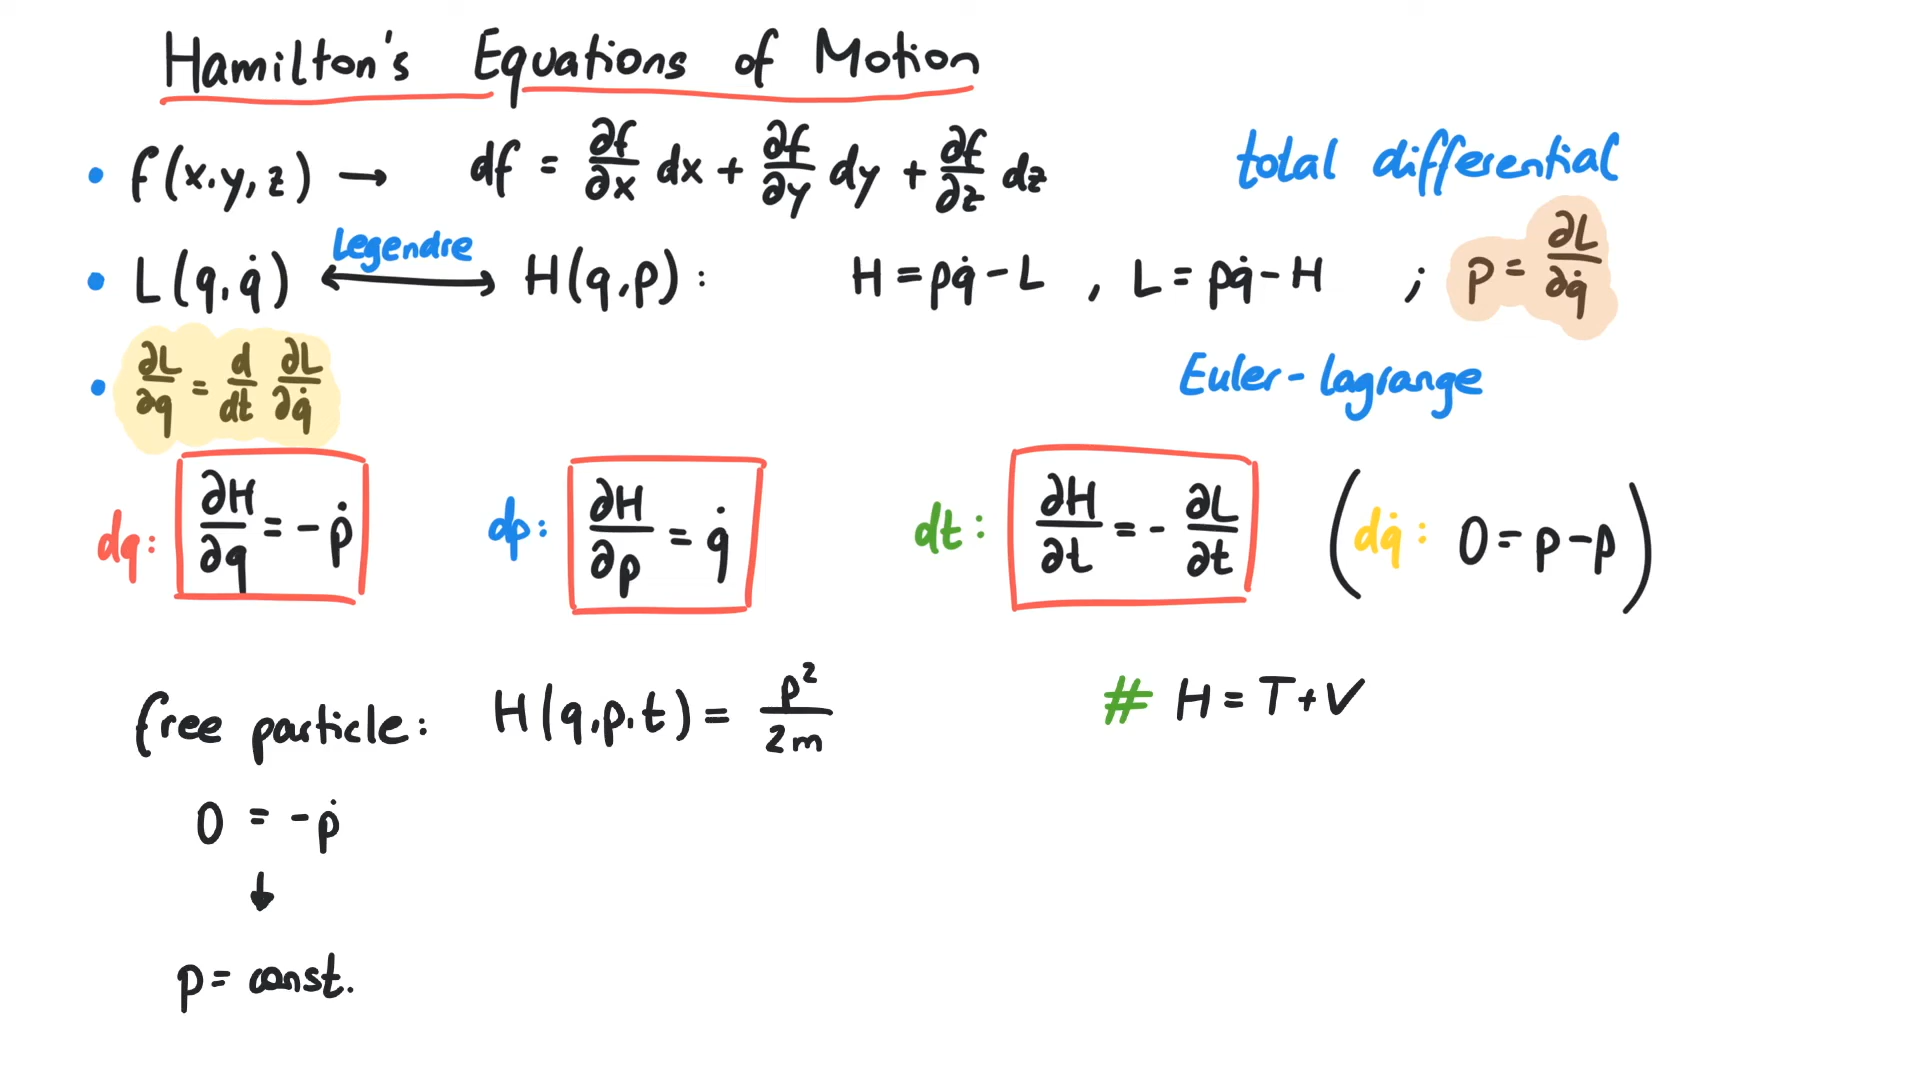 Hamilton's Equations of Motion
• f(x.y,z) → df = ∂f/∂x dx + ∂f/∂y dy + ∂f/∂z dz total differential
• L(q,q̇) ⟷ Legendre H(q,p): H = pq̇ - L , L = pq̇ - H ; p = ∂L/∂q̇
• ∂L/∂q = d/dt ∂L/∂q̇ Euler-Lagrange
dq: ∂H/∂q = -ṗ dp: ∂H/∂p = q̇ dt: ∂H/∂t = - ∂L/∂t (dq̇: 0 = p-p)
free particle: H(q,p.t) = p²/2m # H = T+V
0 = -ṗ
↓
p = const.